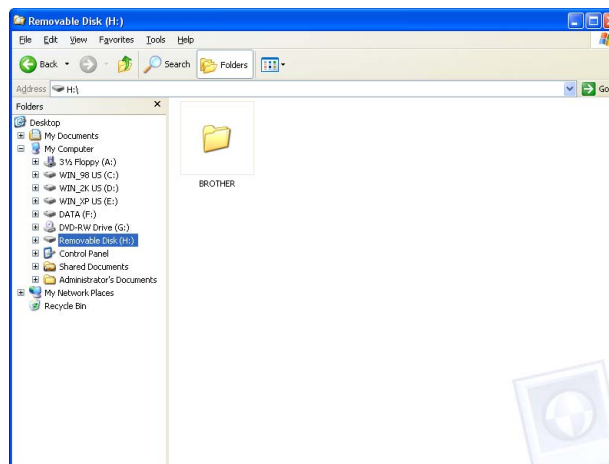 Removable Disk (H:)
File Edit View Favorites Tools Help
Back Search Folders
Address H:\ Go
Folders
Desktop
My Documents
My Computer
3½ Floppy (A:)
WIN_98 US (C:)
WIN_2K US (D:)
WIN_XP US (E:)
DATA (F:)
DVD-RW Drive (G:)
Removable Disk (H:)
Control Panel
Shared Documents
Administrator's Documents
My Network Places
Recycle Bin
BROTHER